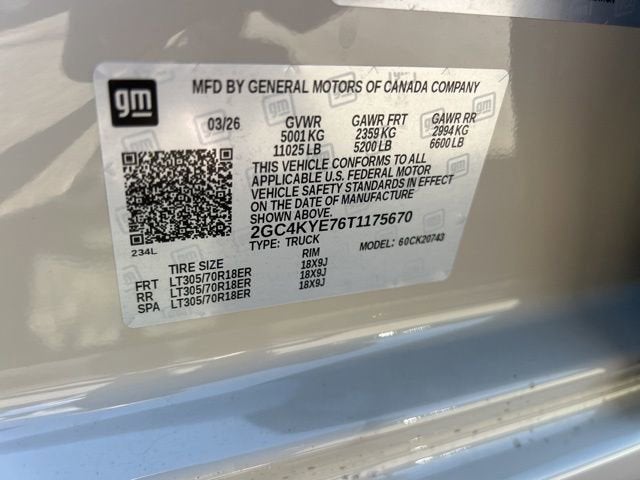 gm
MFD BY GENERAL MOTORS OF CANADA COMPANY
03/26 GVWR GAWR FRT GAWR RR
5001 KG 2359 KG 2994 KG
11025 LB 5200 LB 6600 LB
THIS VEHICLE CONFORMS TO ALL
APPLICABLE U.S. FEDERAL MOTOR
VEHICLE SAFETY STANDARDS IN EFFECT
ON THE DATE OF MANUFACTURE
SHOWN ABOVE.
2GC4KYE76T1175670
234L
TYPE: TRUCK MODEL: 60CK20743
TIRE SIZE RIM
FRT LT305/70R18ER 18X9J
RR LT305/70R18ER 18X9J
SPA LT305/70R18ER 18X9J